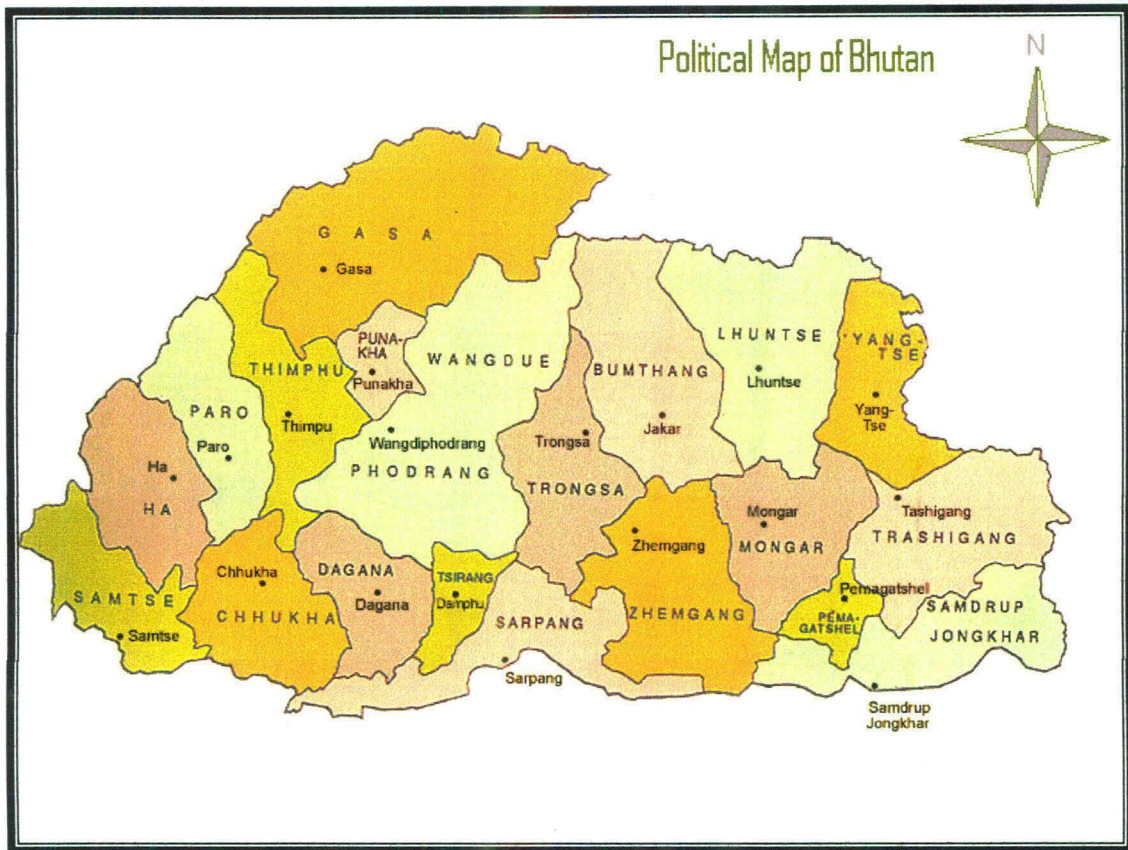 Political Map of Bhutan
N
GASA
Gasa
PUNA-
KHA
Punakha
THIMPHU
Thimpu
PARO
Paro
Ha
HA
SAMTSE
Samtse
Chhukha
CHHUKHA
DAGANA
Dagana
TSIRANG
Damphu
WANGDUE
Wangdiphodrang
PHODRANG
Trongsa
TRONGSA
BUMTHANG
Jakar
LHUNTSE
Lhuntse
YANG-
TSE
Yang-
Tse
Mongar
MONGAR
Tashigang
TRASHIGANG
Zhemgang
ZHEMGANG
SARPANG
Sarpang
Pemagatshel
PEMA-
GATSHEL
SAMDRUP
JONGKHAR
Samdrup
Jongkhar